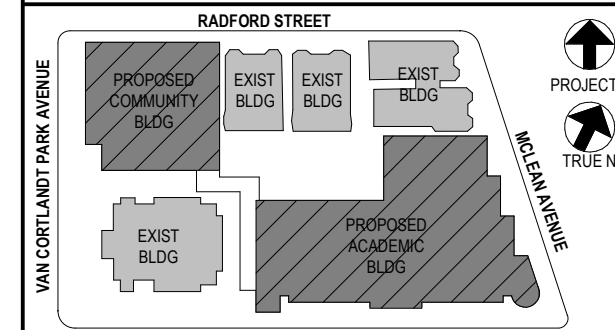 RADFORD STREET
VAN CORTLANDT PARK AVENUE
PROPOSED
COMMUNITY
BLDG
EXIST
BLDG
EXIST
BLDG
EXIST
BLDG
PROJECT
TRUE N
MCLEAN AVENUE
EXIST
BLDG
PROPOSED
ACADEMIC
BLDG